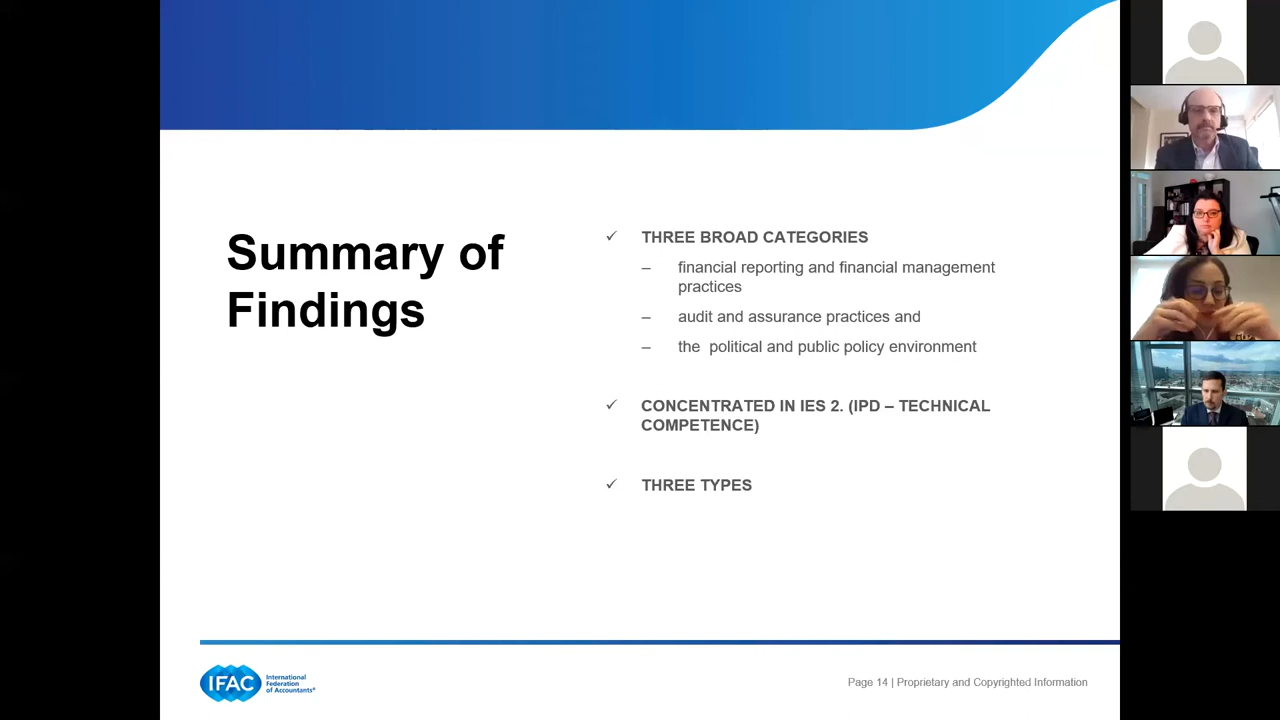 Summary of
Findings
✓ THREE BROAD CATEGORIES
– financial reporting and financial management
practices
– audit and assurance practices and
– the  political and public policy environment
✓ CONCENTRATED IN IES 2. (IPD – TECHNICAL
COMPETENCE)
✓ THREE TYPES
IFAC
International
Federation
of Accountants®
Page 14 | Proprietary and Copyrighted Information